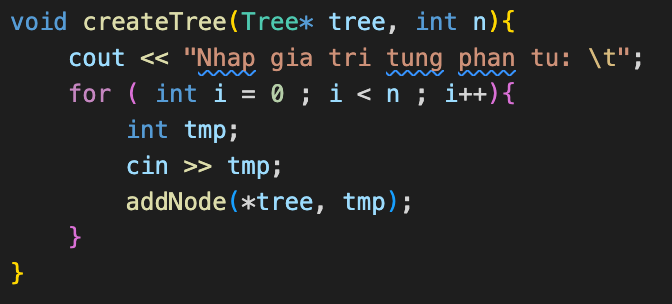 void createTree(Tree* tree, int n){
    cout << "Nhap gia tri tung phan tu: \t";
    for ( int i = 0 ; i < n ; i++){
        int tmp;
        cin >> tmp;
        addNode(*tree, tmp);
    }
}